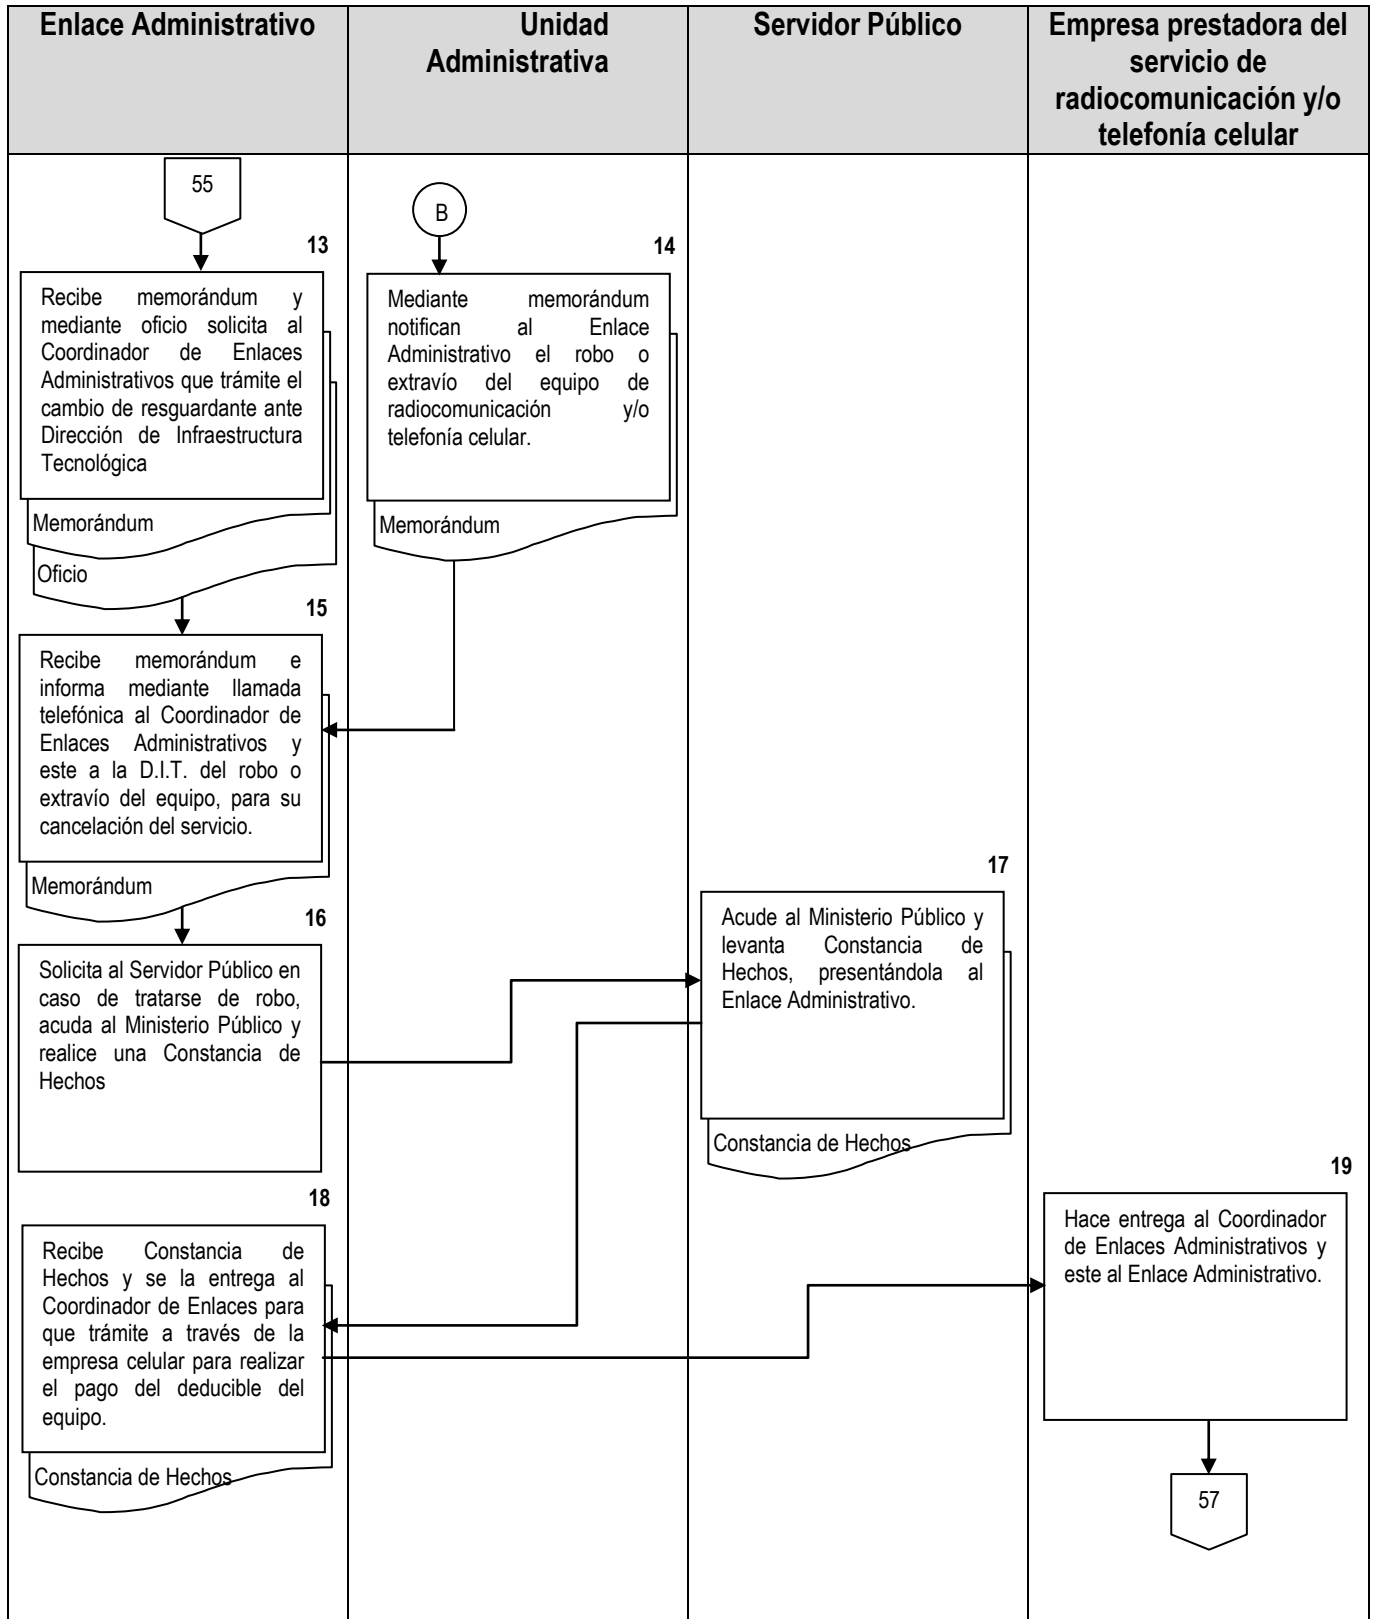 Enlace Administrativo
Unidad
Administrativa
Servidor Público
Empresa prestadora del
servicio de
radiocomunicación y/o
telefonía celular
55
13
Recibe memorándum y
mediante oficio solicita al
Coordinador de Enlaces
Administrativos que trámite el
cambio de resguardante ante
Dirección de Infraestructura
Tecnológica
Memorándum
Oficio
B
14
Mediante memorándum
notifican al Enlace
Administrativo el robo o
extravío del equipo de
radiocomunicación y/o
telefonía celular.
Memorándum
15
Recibe memorándum e
informa mediante llamada
telefónica al Coordinador de
Enlaces Administrativos y
este a la D.I.T. del robo o
extravío del equipo, para su
cancelación del servicio.
Memorándum
16
Solicita al Servidor Público en
caso de tratarse de robo,
acuda al Ministerio Público y
realice una Constancia de
Hechos
17
Acude al Ministerio Público y
levanta Constancia de
Hechos, presentándola al
Enlace Administrativo.
Constancia de Hechos
18
Recibe Constancia de
Hechos y se la entrega al
Coordinador de Enlaces para
que trámite a través de la
empresa celular para realizar
el pago del deducible del
equipo.
Constancia de Hechos
19
Hace entrega al Coordinador
de Enlaces Administrativos y
este al Enlace Administrativo.
57